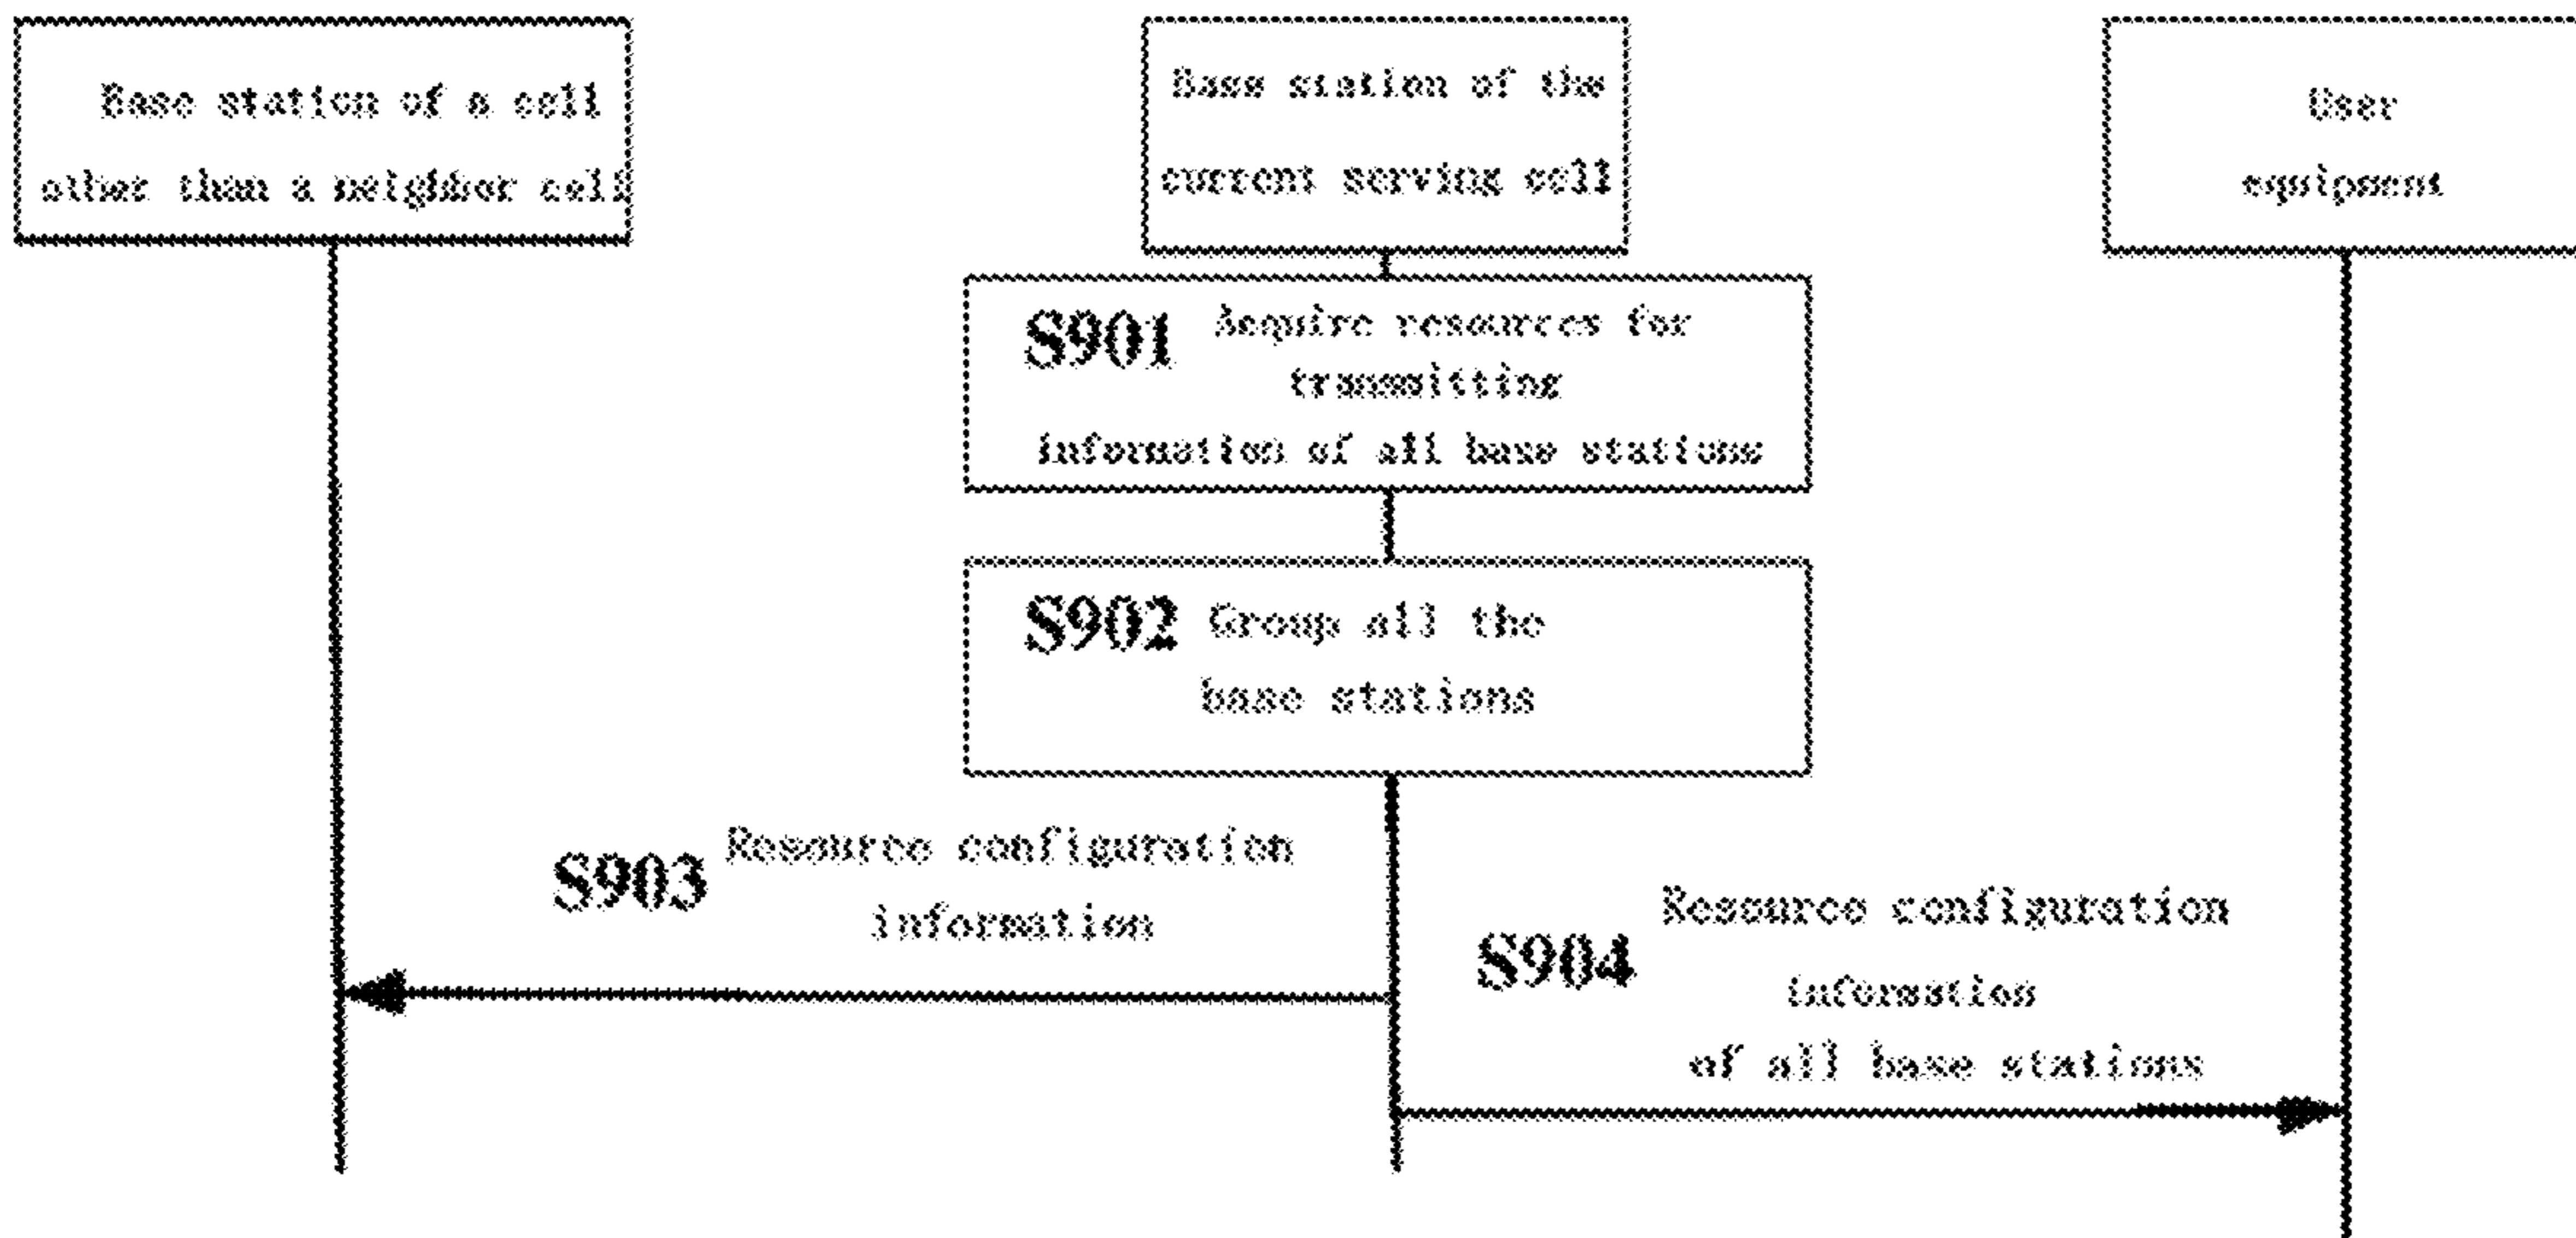 Base station of a cell
other than a neighbor cell
Base station of the
current serving cell
User
equipment
S901 Acquire resources for
transmitting
information of all base stations
S902 Group all the
base stations
S903 Resource configuration
information
S904 Resource configuration
information
of all base stations